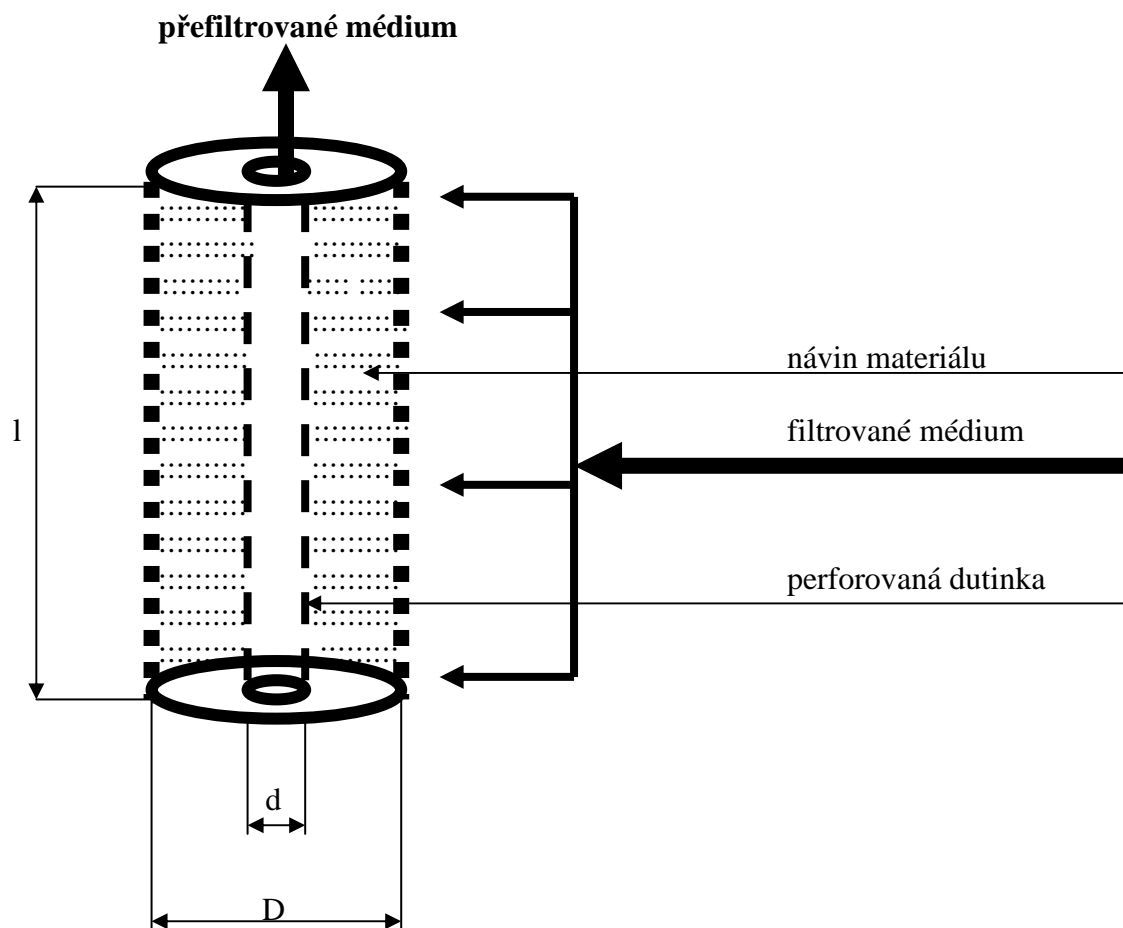 přefiltrované médium
návin materiálu
l
filtrované médium
perforovaná dutinka
d
D